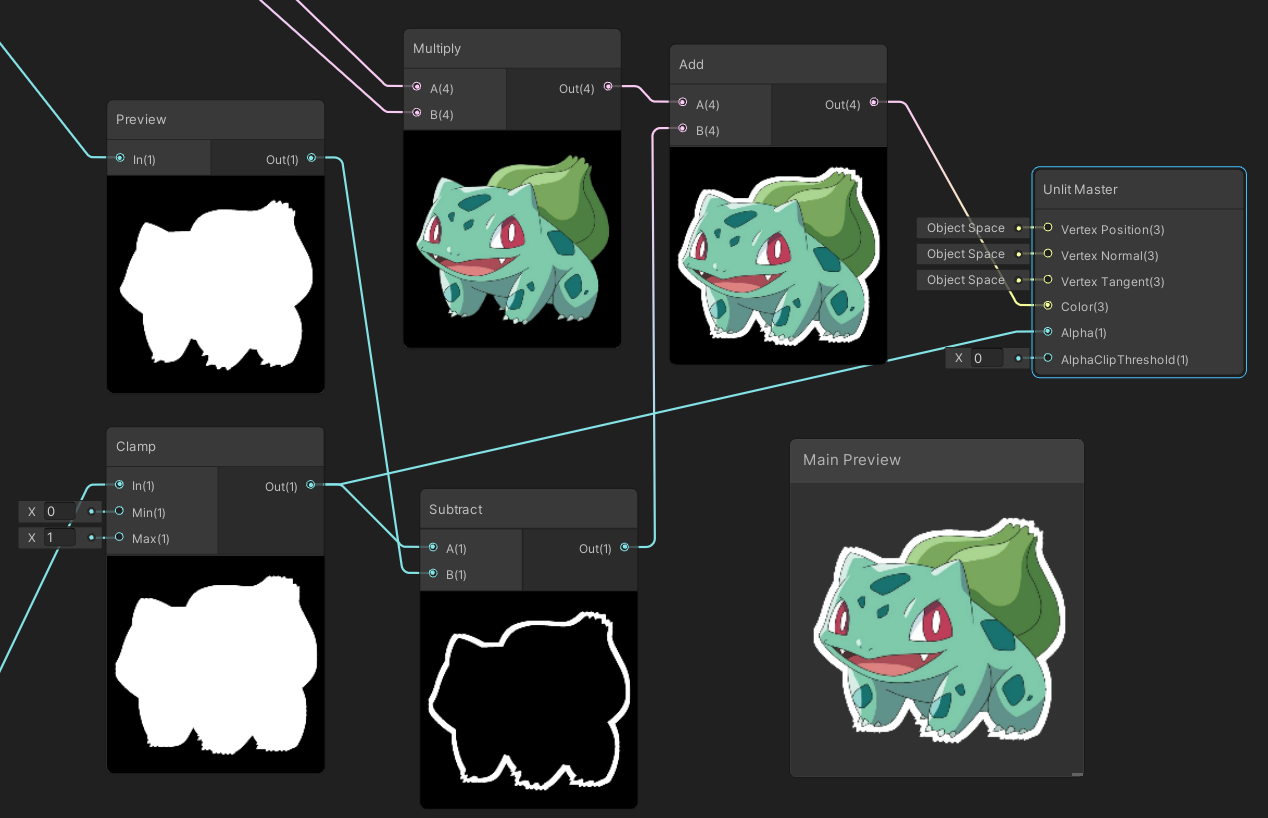 Multiply
A(4) Out(4)
B(4)
Add
A(4) Out(4)
B(4)
Preview
In(1) Out(1)
Unlit Master
Object Space Vertex Position(3)
Object Space Vertex Normal(3)
Object Space Vertex Tangent(3)
Color(3)
Alpha(1)
X 0 AlphaClipThreshold(1)
Clamp
In(1) Out(1)
X 0 Min(1)
X 1 Max(1)
Subtract
A(1) Out(1)
B(1)
Main Preview